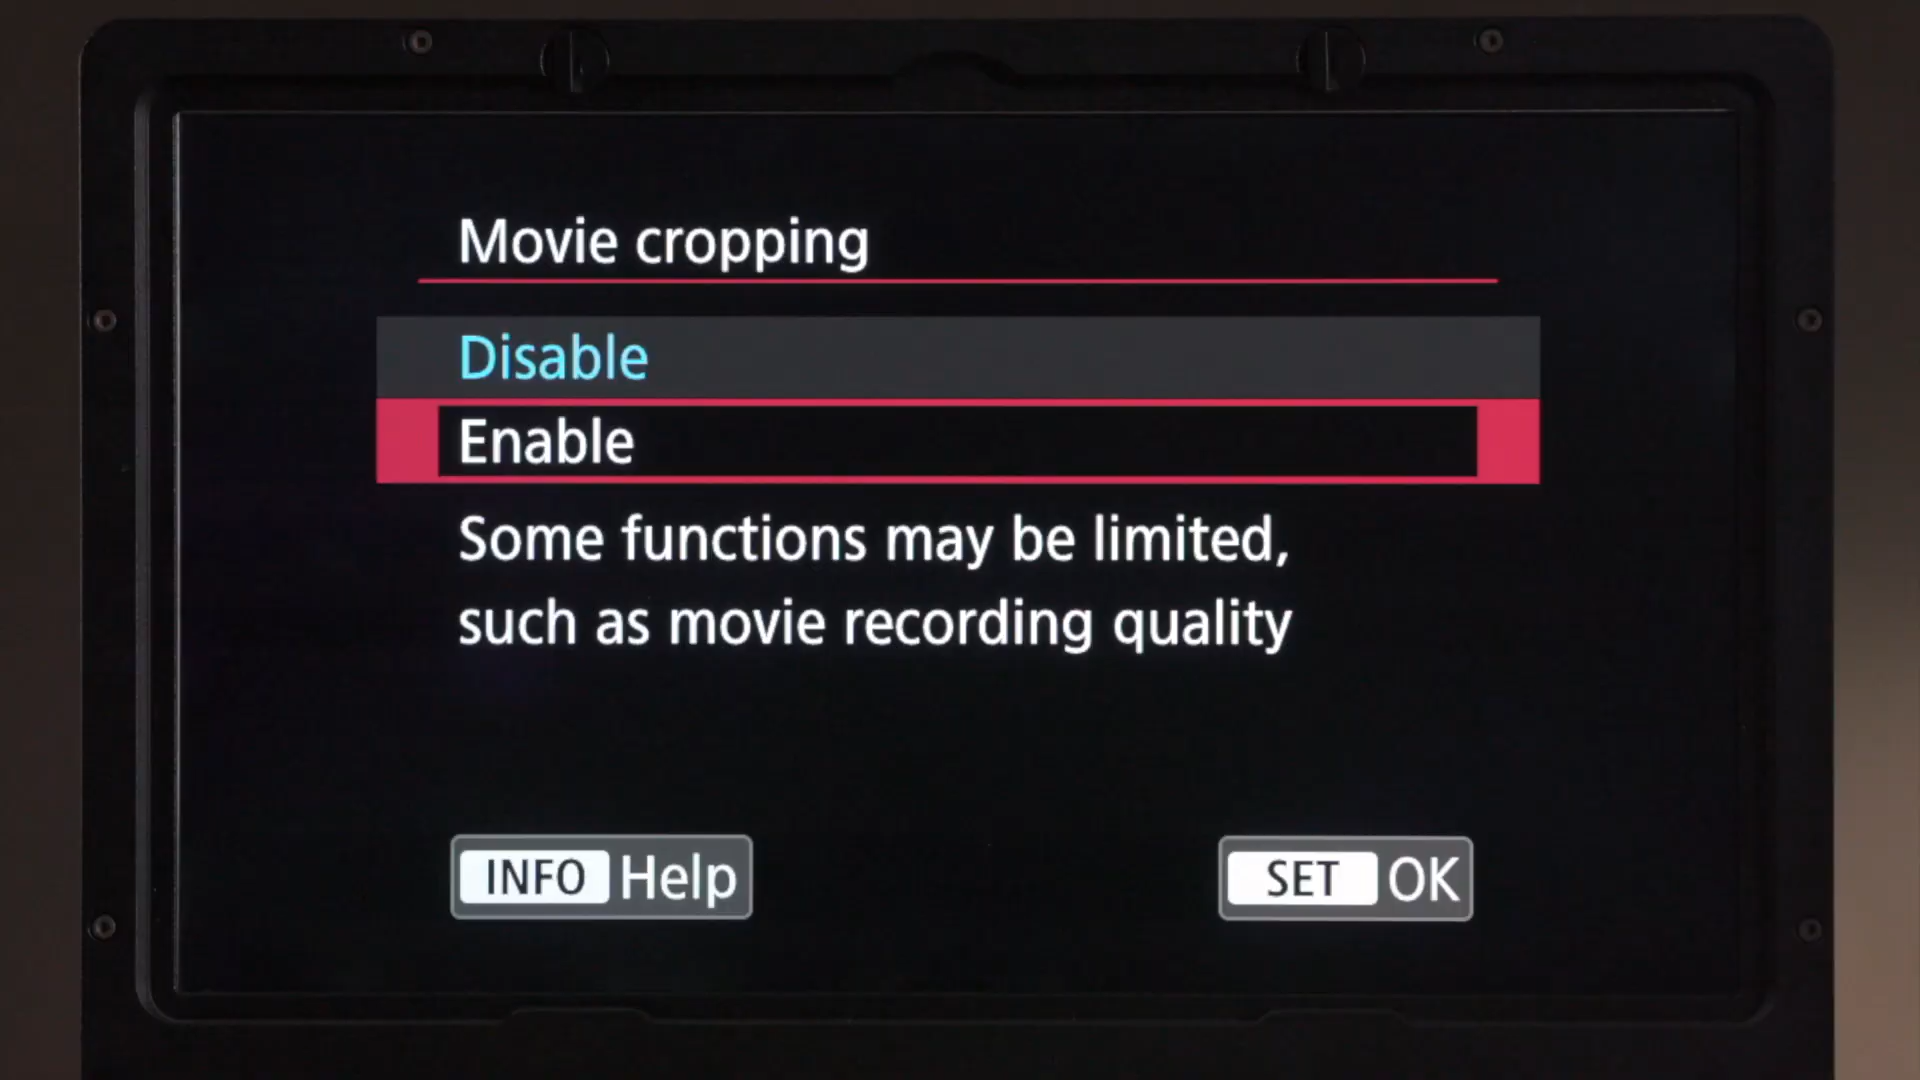 Movie cropping
Disable
Enable
Some functions may be limited,
such as movie recording quality
INFO Help
SET OK